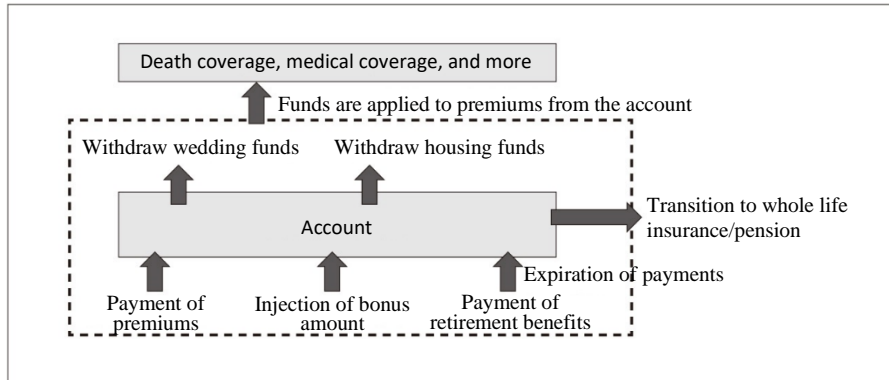 Death coverage, medical coverage, and more
Funds are applied to premiums from the account
Withdraw wedding funds
Withdraw housing funds
Account
Transition to whole life
insurance/pension
Expiration of payments
Payment of
premiums
Injection of bonus
amount
Payment of
retirement benefits